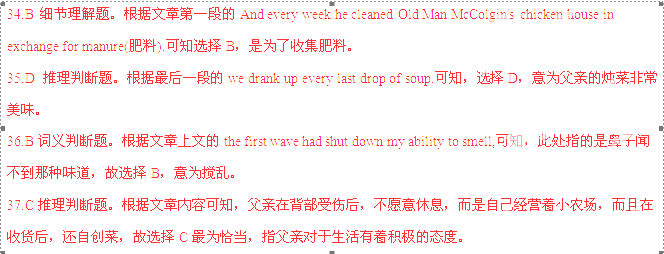 34.B 细节理解题。根据文章第一段的 And every week he cleaned Old Man McColgin's chicken house in
exchange for manure(肥料).可知选择 B，是为了收集肥料。
35.D 推理判断题。根据最后一段的 we drank up every last drop of soup.可知，选择 D，意为父亲的炖菜非常
美味。
36.B 词义判断题。根据文章上文的 the first wave had shut down my ability to smell,可知，此处指的是鼻子闻
不到那种味道，故选择 B，意为搅乱。
37.C 推理判断题。根据文章内容可知，父亲在背部受伤后，不愿意休息，而是自己经营着小农场，而且在
收货后，还自创菜，故选择 C 最为恰当，指父亲对于生活有着积极的态度。